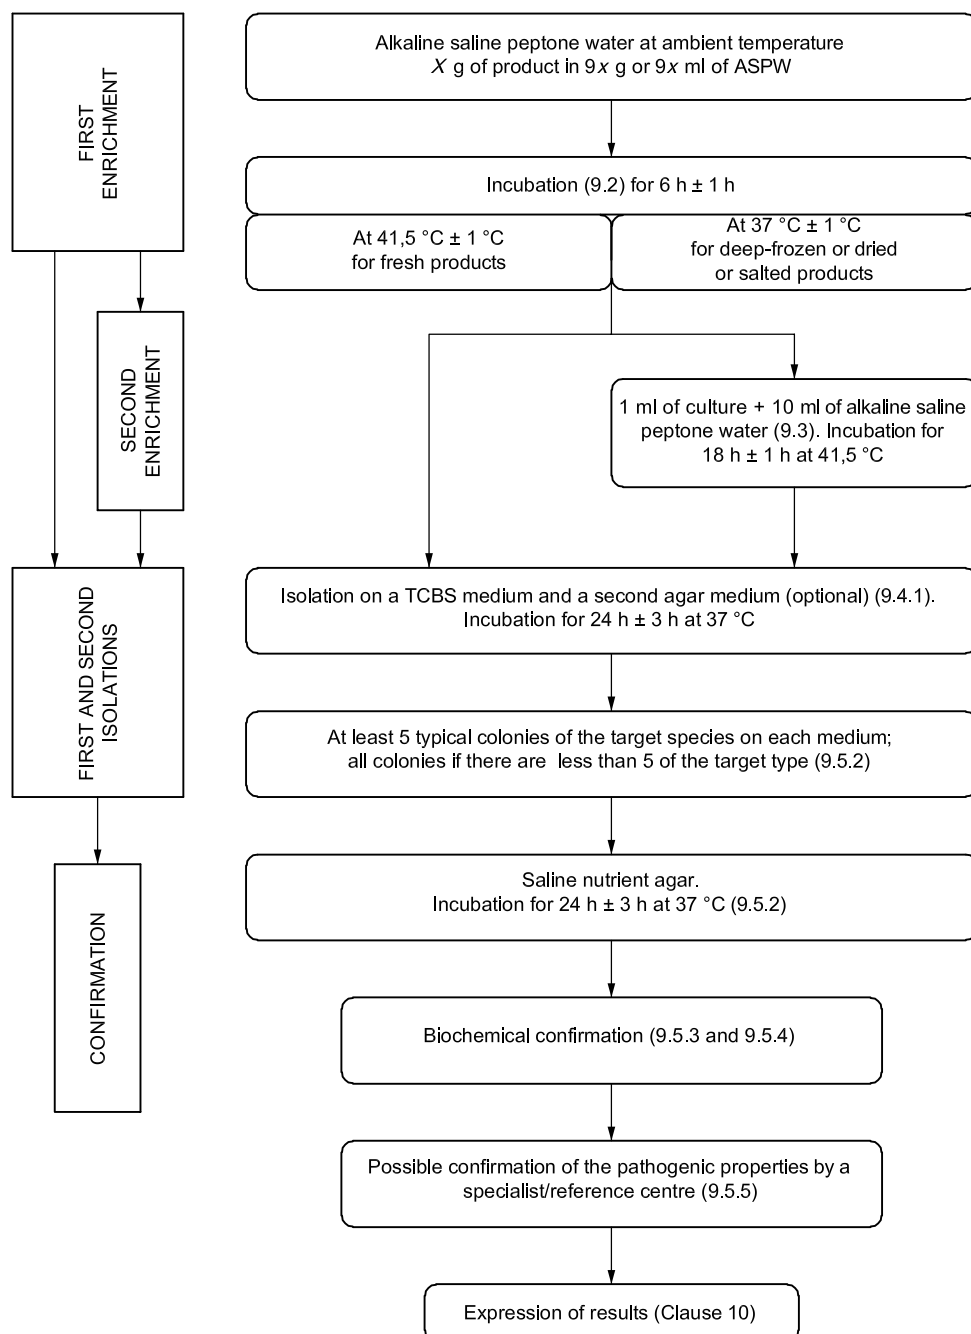 FIRST
ENRICHMENT
Alkaline saline peptone water at ambient temperature
X g of product in 9x g or 9x ml of ASPW
Incubation (9.2) for 6 h ± 1 h
At 41,5 °C ± 1 °C
for fresh products
At 37 °C ± 1 °C
for deep-frozen or dried
or salted products
SECOND
ENRICHMENT
1 ml of culture + 10 ml of alkaline saline
peptone water (9.3). Incubation for
18 h ± 1 h at 41,5 °C
FIRST AND SECOND
ISOLATIONS
Isolation on a TCBS medium and a second agar medium (optional) (9.4.1).
Incubation for 24 h ± 3 h at 37 °C
At least 5 typical colonies of the target species on each medium;
all colonies if there are less than 5 of the target type (9.5.2)
CONFIRMATION
Saline nutrient agar.
Incubation for 24 h ± 3 h at 37 °C (9.5.2)
Biochemical confirmation (9.5.3 and 9.5.4)
Possible confirmation of the pathogenic properties by a
specialist/reference centre (9.5.5)
Expression of results (Clause 10)